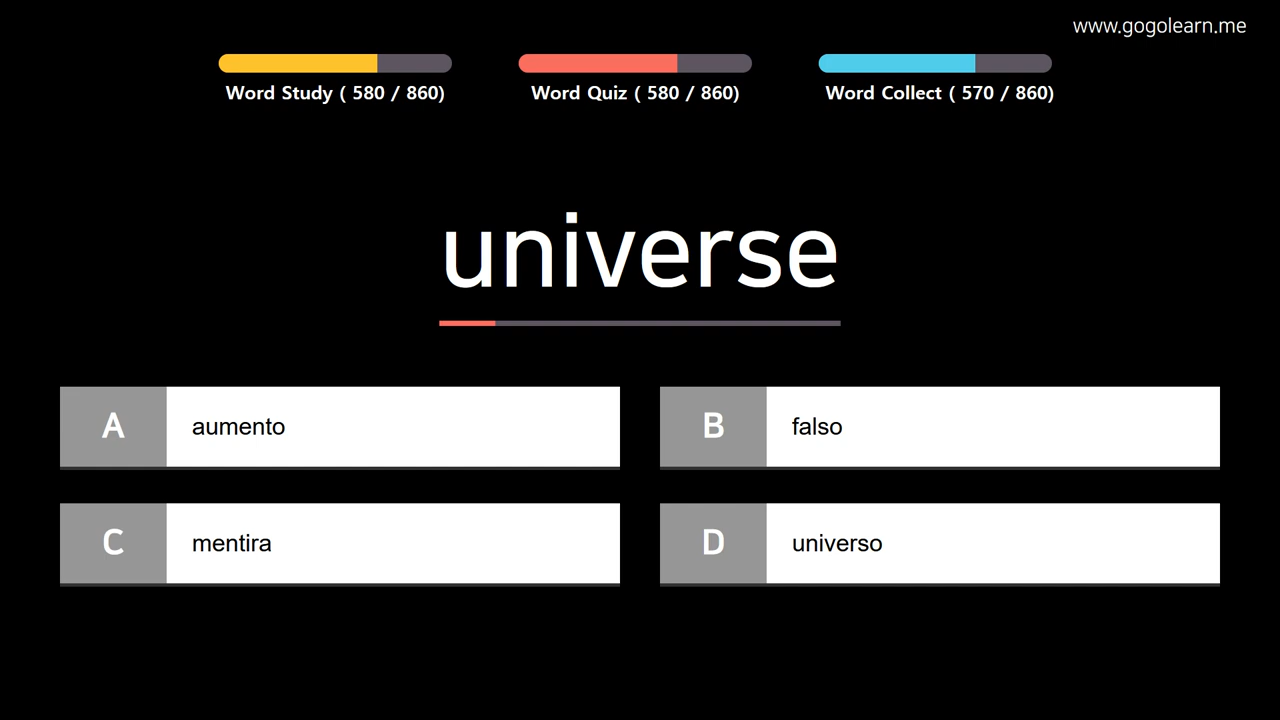 www.gogolearn.me
Word Study ( 580 / 860)
Word Quiz ( 580 / 860)
Word Collect ( 570 / 860)
universe
A aumento
B falso
C mentira
D universo